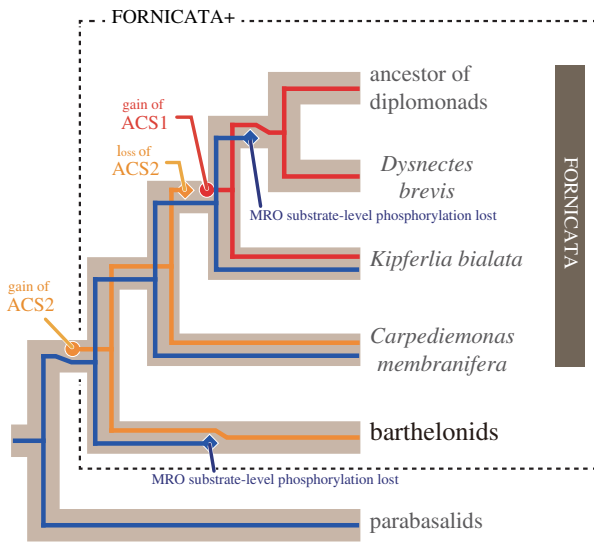 FORNICATA+
ancestor of
diplomonads
gain of
ACS1
loss of
ACS2
Dysnectes
brevis
MRO substrate-level phosphorylation lost
FORNICATA
Kipferlia bialata
gain of
ACS2
Carpediemonas
membranifera
barthelonids
MRO substrate-level phosphorylation lost
parabasalids